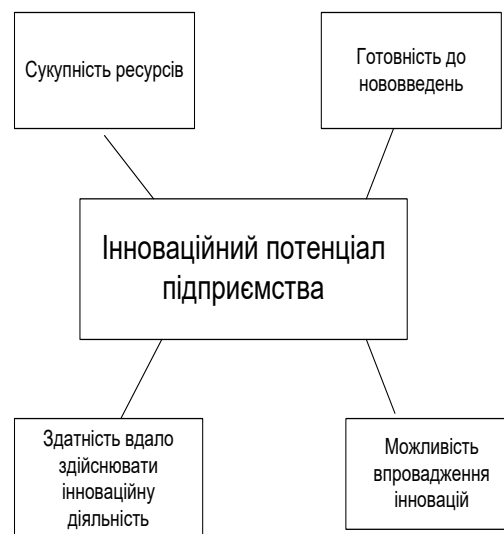 Сукупність ресурсів
Готовність до
нововведень
Інноваційний потенціал
підприємства
Здатність вдало
здійснювати
інноваційну
діяльність
Можливість
впровадження
інновацій